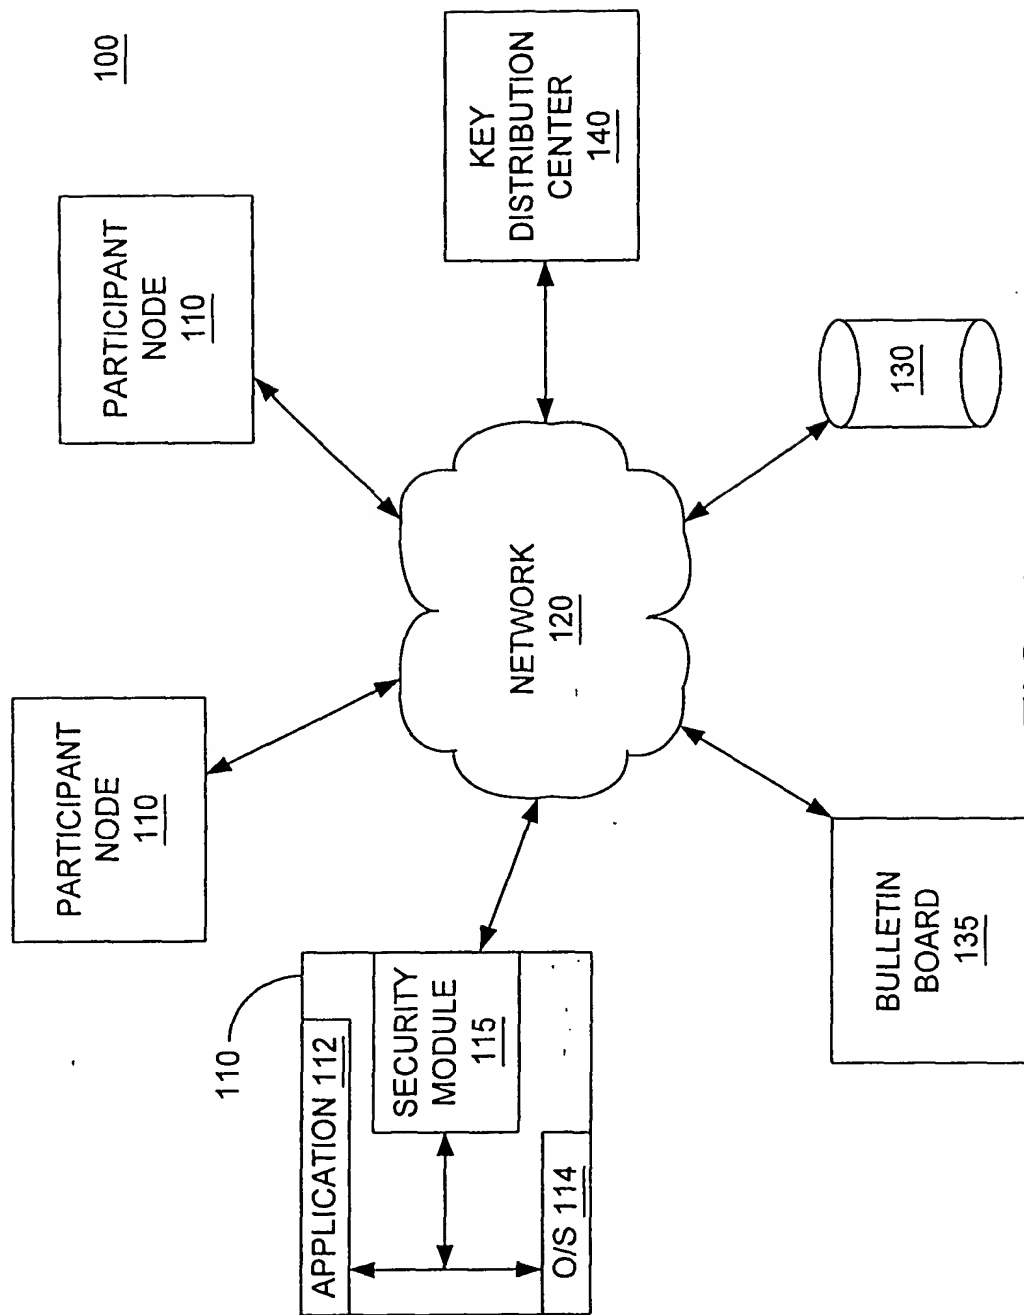 100
PARTICIPANT
NODE
110
PARTICIPANT
NODE
110
KEY
DISTRIBUTION
CENTER
140
NETWORK
120
110
APPLICATION 112
SECURITY
MODULE
115
O/S 114
BULLETIN
BOARD
135
130